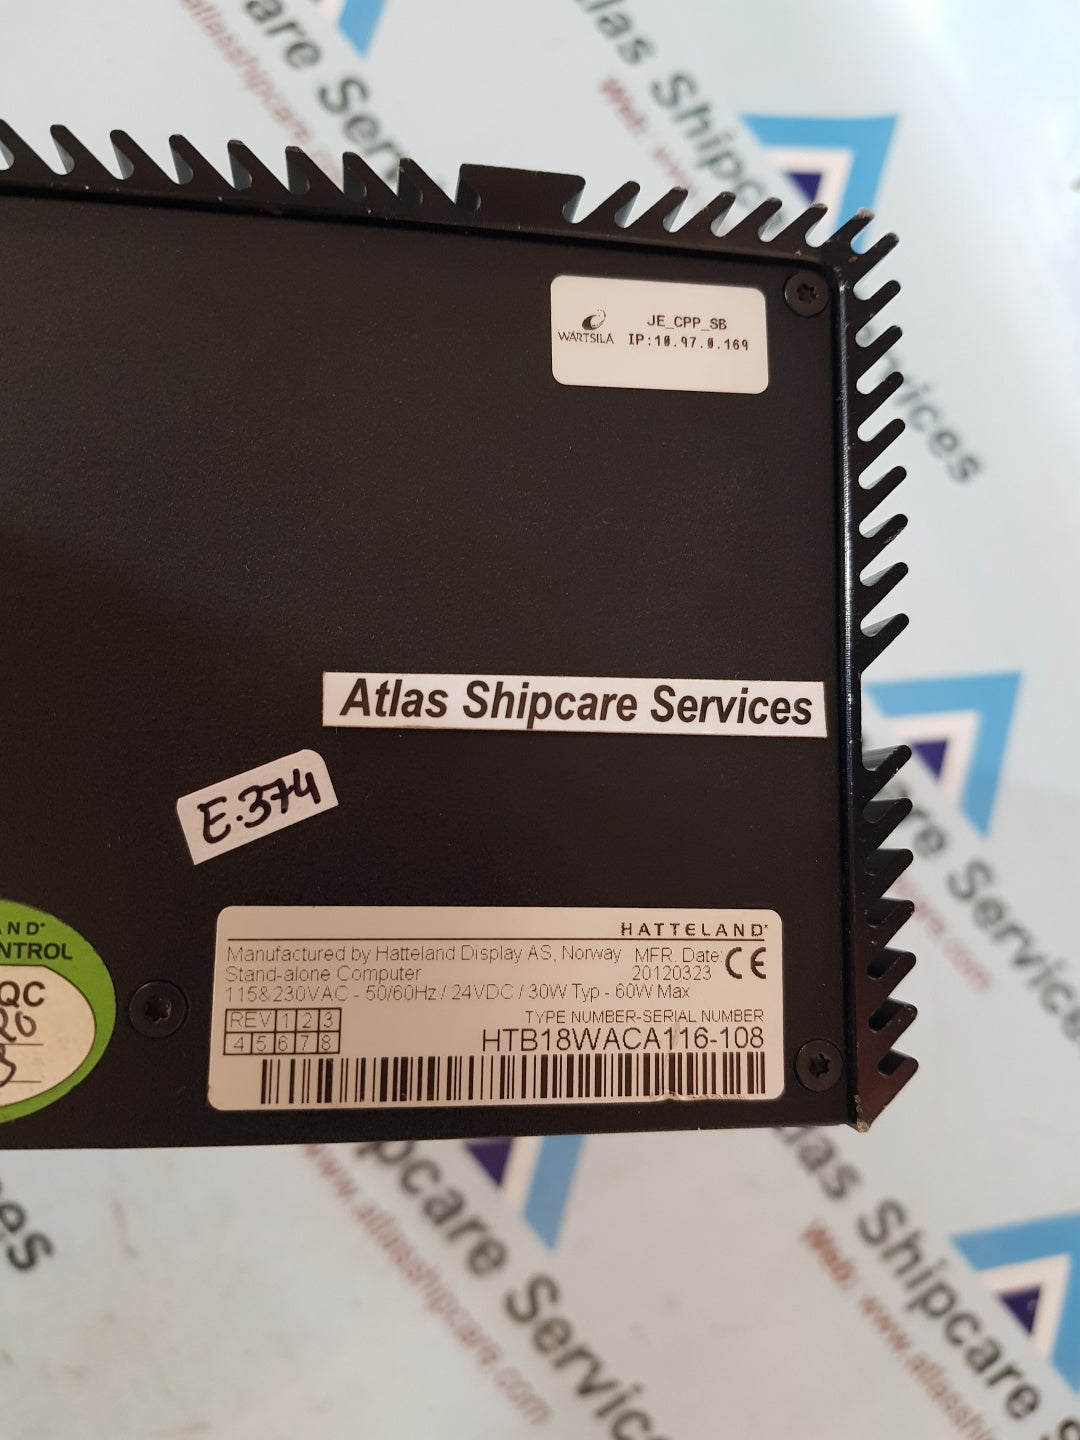 WÄRTSILÄ
JE_CPP_SB
IP:10.97.0.169
Atlas Shipcare Services
E-374
QC
HATTELAND®
Manufactured by Hatteland Display AS, Norway
MFR. Date:
Stand-alone Computer
20120323
CE
115&230VAC - 50/60Hz / 24VDC / 30W Typ - 60W Max
REV 1 2 3
4 5 6 7 8
TYPE NUMBER-SERIAL NUMBER
HTB18WACA116-108
Atlas Shipcare Services
www.atlasshipcare.com